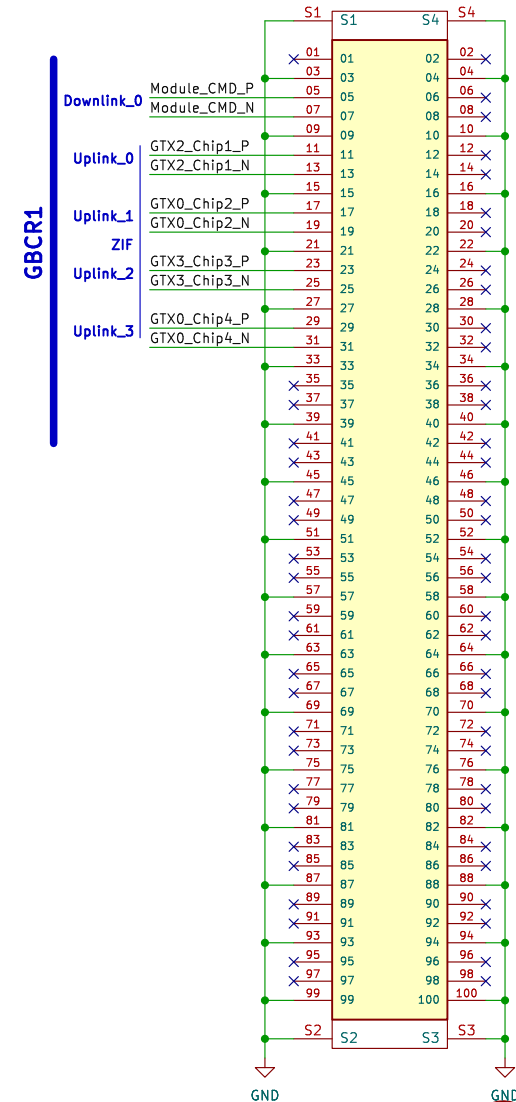 S1 S1 S4 S4
01 01 02 02
03 03 04 04
Module_CMD_P
Downlink_0 05 05 06 06
Module_CMD_N
07 07 08 08
09 09 10 10
GTX2_Chip1_P
11 11 12 12
Uplink_0
GTX2_Chip1_N
13 13 14 14
15 15 16 16
GTX0_Chip2_P
17 17 18 18
Uplink_1
GTX0_Chip2_N
19 19 20 20
ZIF
GBCR1
21 21 22 22
GTX3_Chip3_P
23 23 24 24
Uplink_2
GTX3_Chip3_N
25 25 26 26
27 27 28 28
GTX0_Chip4_P
29 29 30 30
Uplink_3
GTX0_Chip4_N
31 31 32 32
33 33 34 34
35 35 36 36
37 37 38 38
39 39 40 40
41 41 42 42
43 43 44 44
45 45 46 46
47 47 48 48
49 49 50 50
51 51 52 52
53 53 54 54
55 55 56 56
57 57 58 58
59 59 60 60
61 61 62 62
63 63 64 64
65 65 66 66
67 67 68 68
69 69 70 70
71 71 72 72
73 73 74 74
75 75 76 76
77 77 78 78
79 79 80 80
81 81 82 82
83 83 84 84
85 85 86 86
87 87 88 88
89 89 90 90
91 91 92 92
93 93 94 94
95 95 96 96
97 97 98 98
99 99 100 100
S2 S2 S3 S3
GND GND